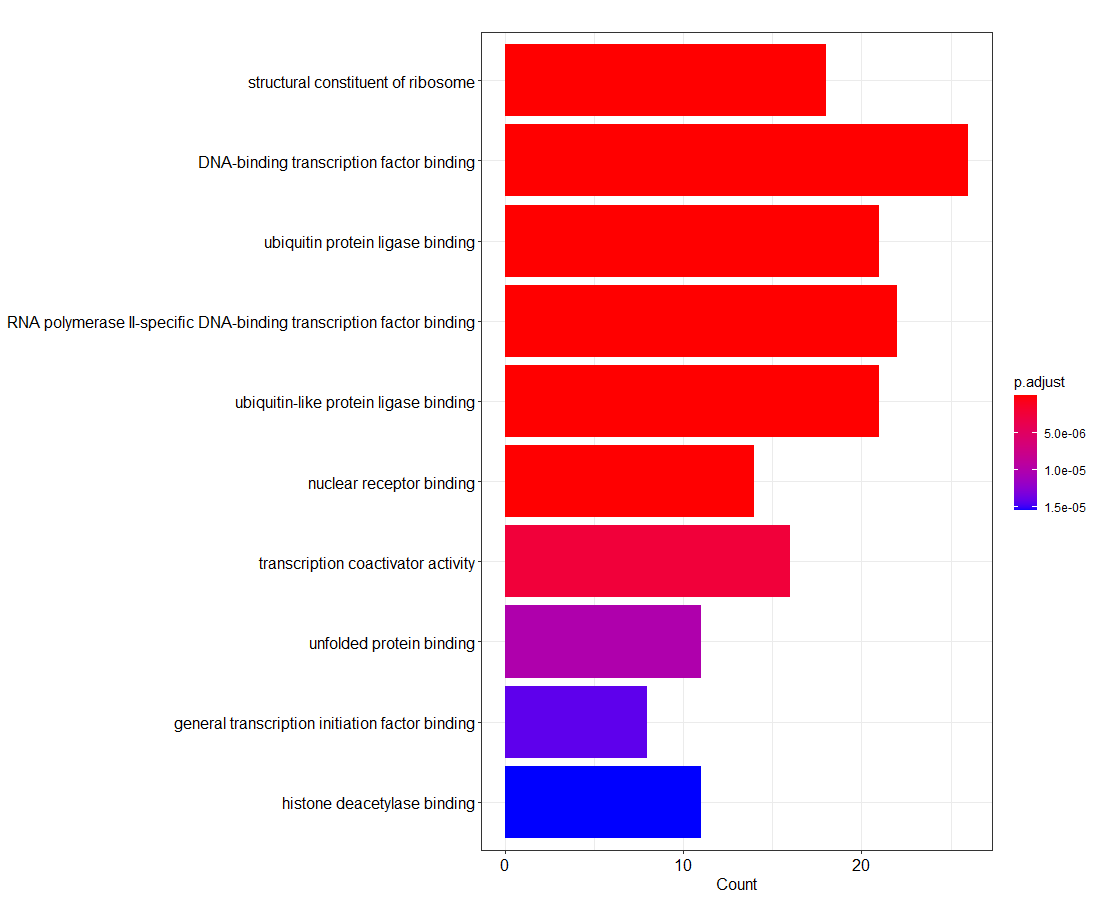 structural constituent of ribosome
DNA-binding transcription factor binding
ubiquitin protein ligase binding
RNA polymerase II-specific DNA-binding transcription factor binding
ubiquitin-like protein ligase binding
nuclear receptor binding
transcription coactivator activity
unfolded protein binding
general transcription initiation factor binding
histone deacetylase binding
0 10 20
Count
p.adjust
5.0e-06
1.0e-05
1.5e-05